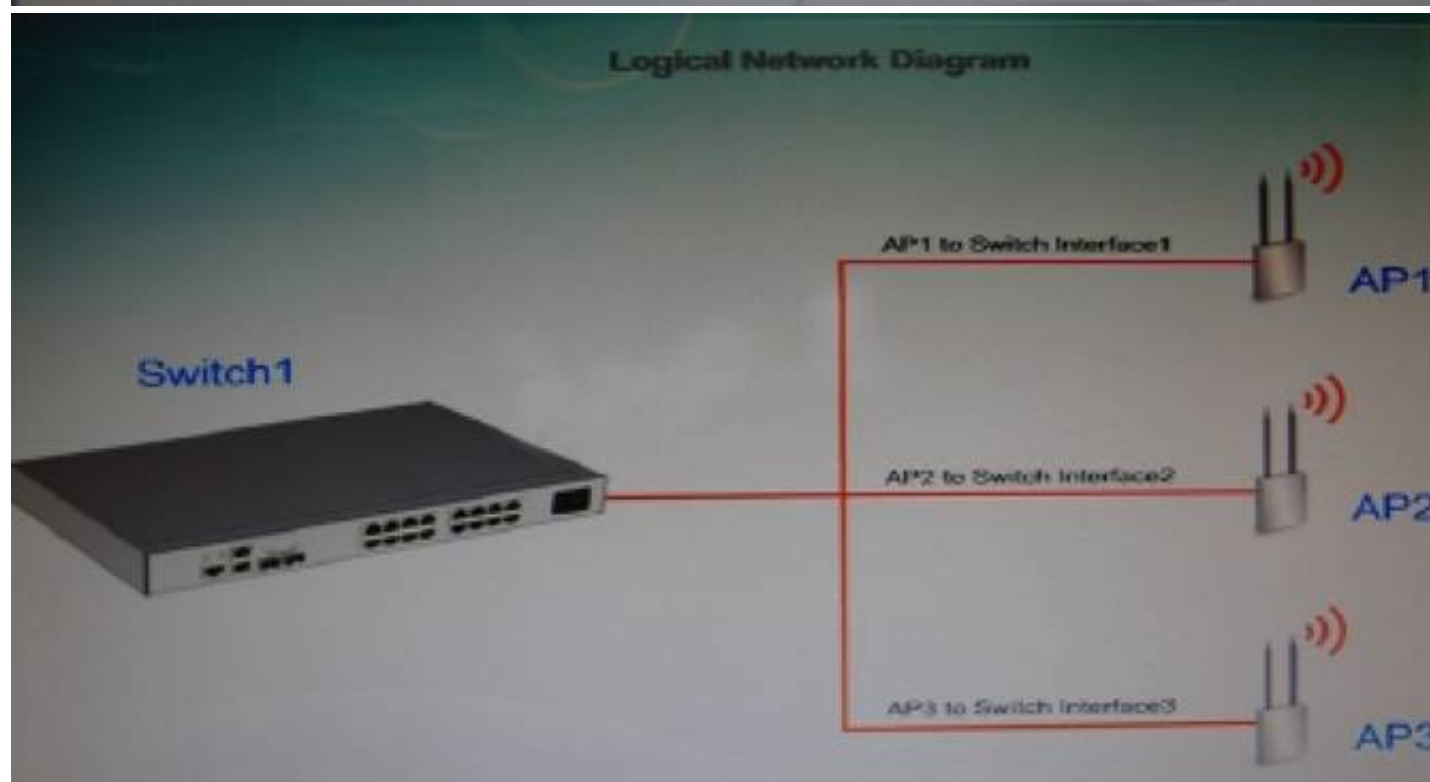 Logical Network Diagram
AP1 to Switch Interface1
AP1
Switch1
AP2 to Switch Interface2
AP2
AP3 to Switch Interface3
AP3